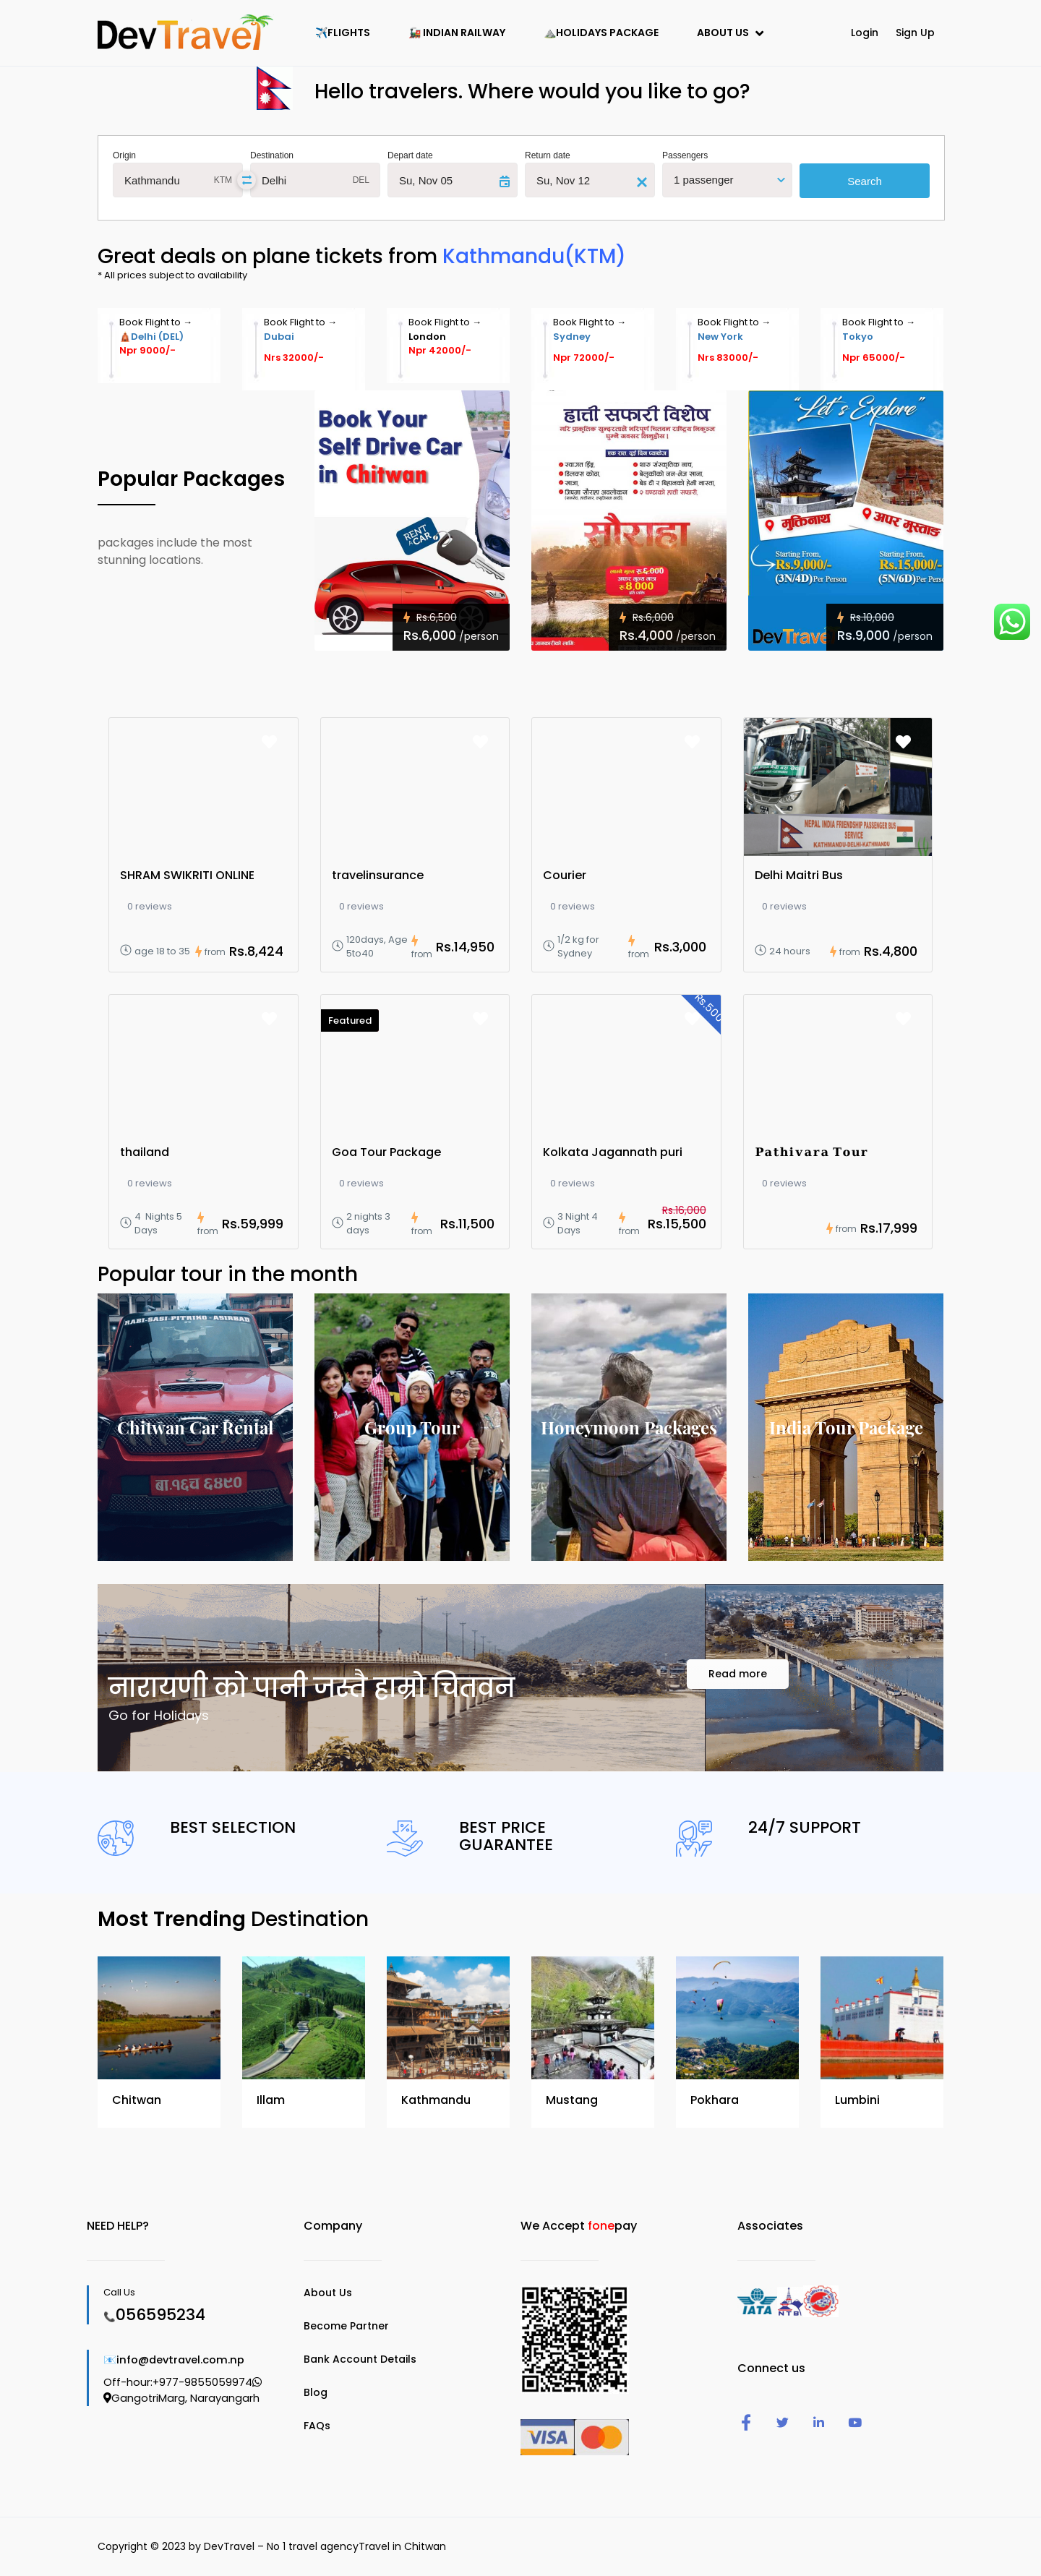 DevTravel
✈️FLIGHTS
🚂 INDIAN RAILWAY
⛰️HOLIDAYS PACKAGE
ABOUT US
Login
Sign Up
Hello travelers. Where would you like to go?
Origin
Destination
Depart date
Return date
Passengers
Kathmandu KTM
Delhi DEL
Su, Nov 05
Su, Nov 12
1 passenger
Search
Great deals on plane tickets from Kathmandu(KTM)
* All prices subject to availability
Book Flight to →
🛕Delhi (DEL)
Npr 9000/-
Book Flight to →
Dubai
Nrs 32000/-
Book Flight to →
London
Npr 42000/-
Book Flight to →
Sydney
Npr 72000/-
Book Flight to →
New York
Nrs 83000/-
Book Flight to →
Tokyo
Npr 65000/-
Popular Packages
packages include the most
stunning locations.
Book Your
Self Drive Car
in Chitwan
RENT
A CAR
Rs.6,500
Rs.6,000 /person
हात्ती सफारी विशेष
सौराहा
रु ८,०००
Rs.6,000
Rs.4,000 /person
"Let's Explore"
मुक्तिनाथ
अपर मुस्ताङ
Starting From,
Rs.9,000/-
(3N/4D)Per Person
Starting From,
Rs.15,000/-
(5N/6D)Per Person
DevTrave
Rs.10,000
Rs.9,000 /person
SHRAM SWIKRITI ONLINE
0 reviews
age 18 to 35
from Rs.8,424
travelinsurance
0 reviews
120days, Age
5to40
from Rs.14,950
Courier
0 reviews
1/2 kg for
Sydney
from Rs.3,000
NEPAL INDIA FRIENDSHIP PASSENGER BUS
SERVICE
KATHMANDU-DELHI-KATHMANDU
Delhi Maitri Bus
0 reviews
24 hours
from Rs.4,800
thailand
0 reviews
4 Nights 5
Days
from Rs.59,999
Featured
Goa Tour Package
0 reviews
2 nights 3
days
from Rs.11,500
Rs.500
Kolkata Jagannath puri
0 reviews
3 Night 4
Days
Rs.16,000
from Rs.15,500
𝐏𝐚𝐭𝐡𝐢𝐯𝐚𝐫𝐚 𝐓𝐨𝐮𝐫
0 reviews
from Rs.17,999
Popular tour in the month
RABI-SASI-PITRIKO-ASIRBAD
Chitwan Car Rental
बा.१६च ६४९०
Group Tour
Honeymoon Packages
India Tour Package
नारायणी को पानी जस्तै हाम्रो चितवन
Go for Holidays
Read more
BEST SELECTION
BEST PRICE
GUARANTEE
24/7 SUPPORT
Most Trending Destination
Chitwan
Illam
Kathmandu
Mustang
Pokhara
Lumbini
NEED HELP?
Call Us
📞056595234
📧info@devtravel.com.np
Off-hour:+977-9855059974
GangotriMarg, Narayangarh
Company
About Us
Become Partner
Bank Account Details
Blog
FAQs
We Accept fonepay
VISA
mastercard
Associates
IATA
NTB
Connect us
Copyright © 2023 by DevTravel – No 1 travel agencyTravel in Chitwan